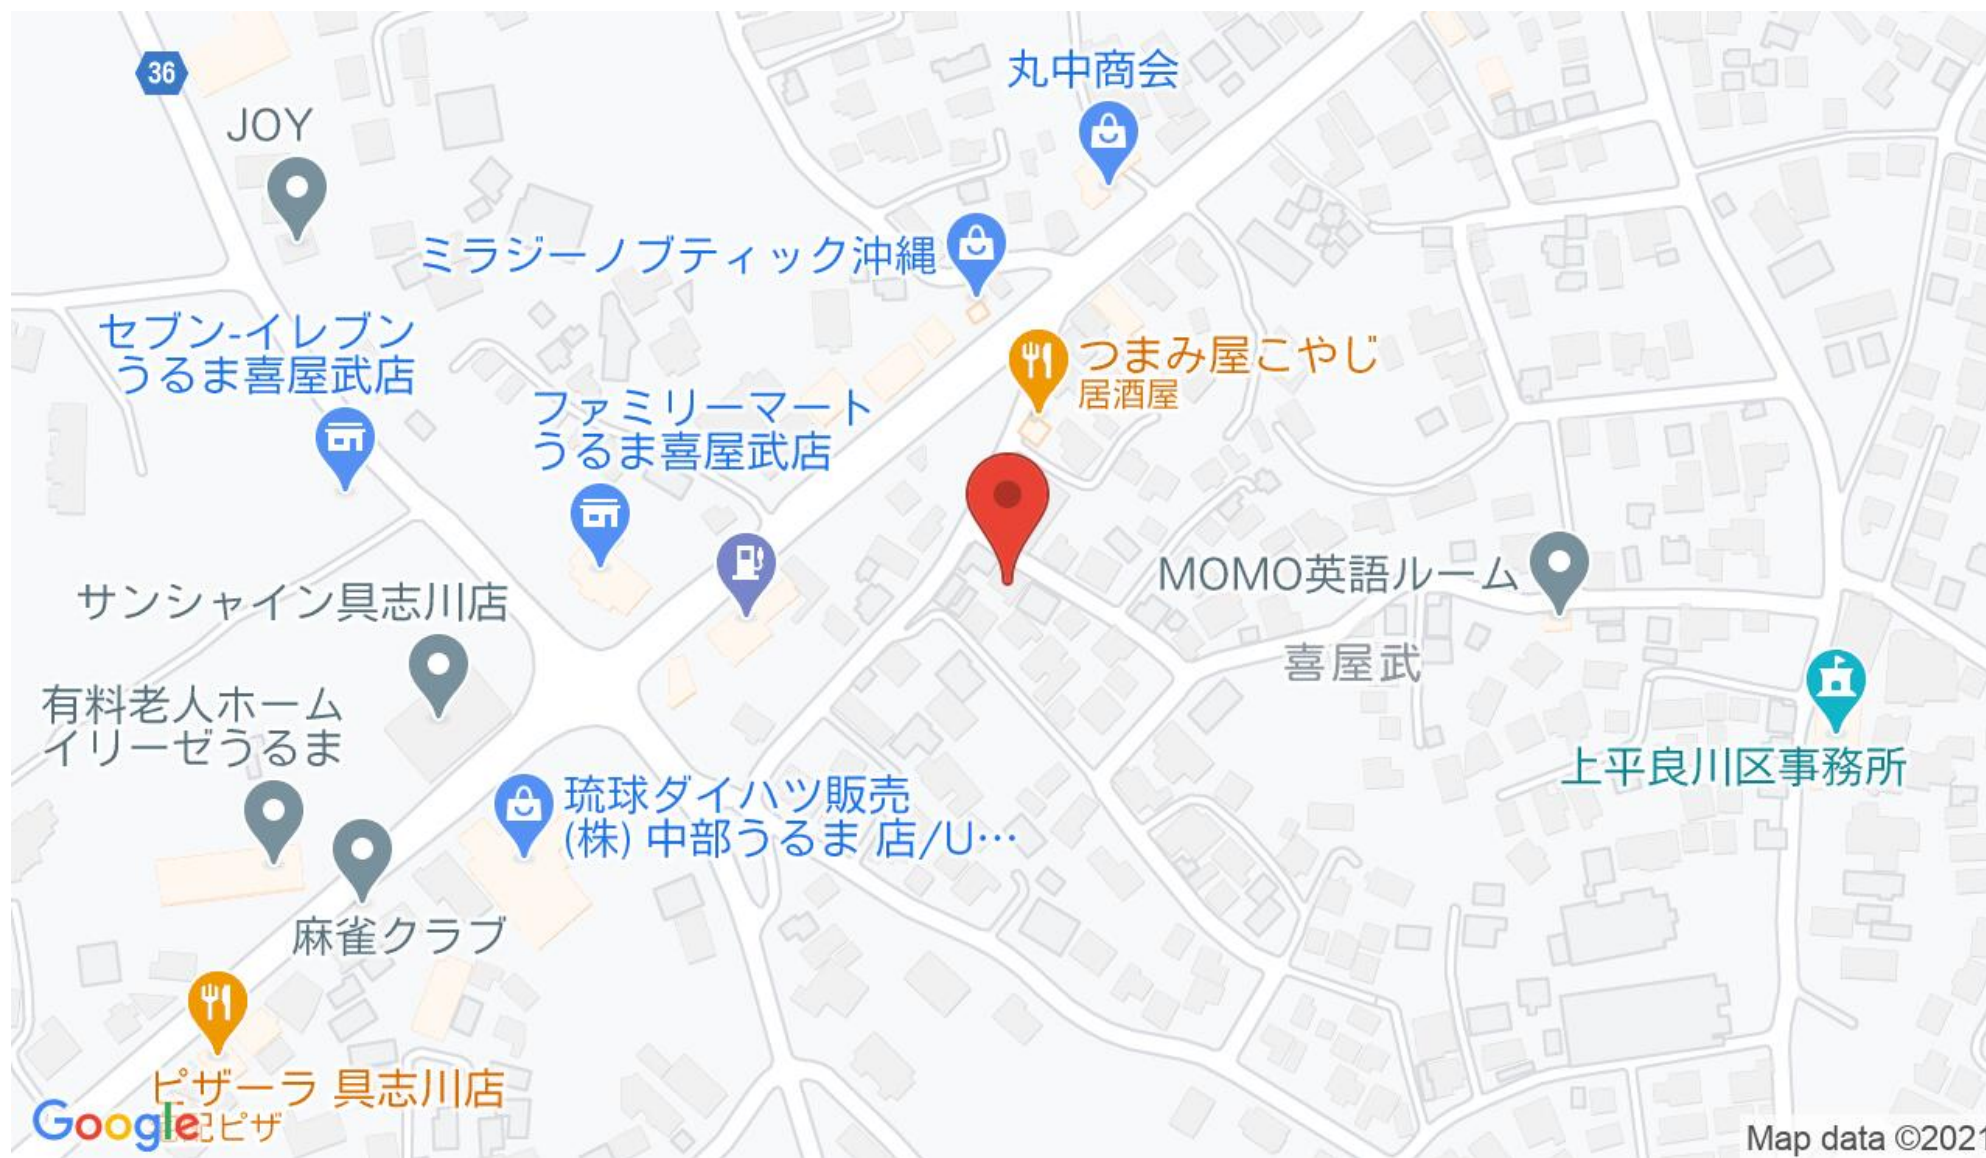 36
丸中商会
JOY
ミラジーノブティック沖縄
セブン-イレブン
うるま喜屋武店
つまみ屋こやじ
居酒屋
ファミリーマート
うるま喜屋武店
MOMO英語ルーム
サンシャイン具志川店
喜屋武
有料老人ホーム
イリーゼうるま
上平良川区事務所
琉球ダイハツ販売
(株) 中部うるま 店/U…
麻雀クラブ
ピザーラ 具志川店
ピザ
Google
Map data ©2021